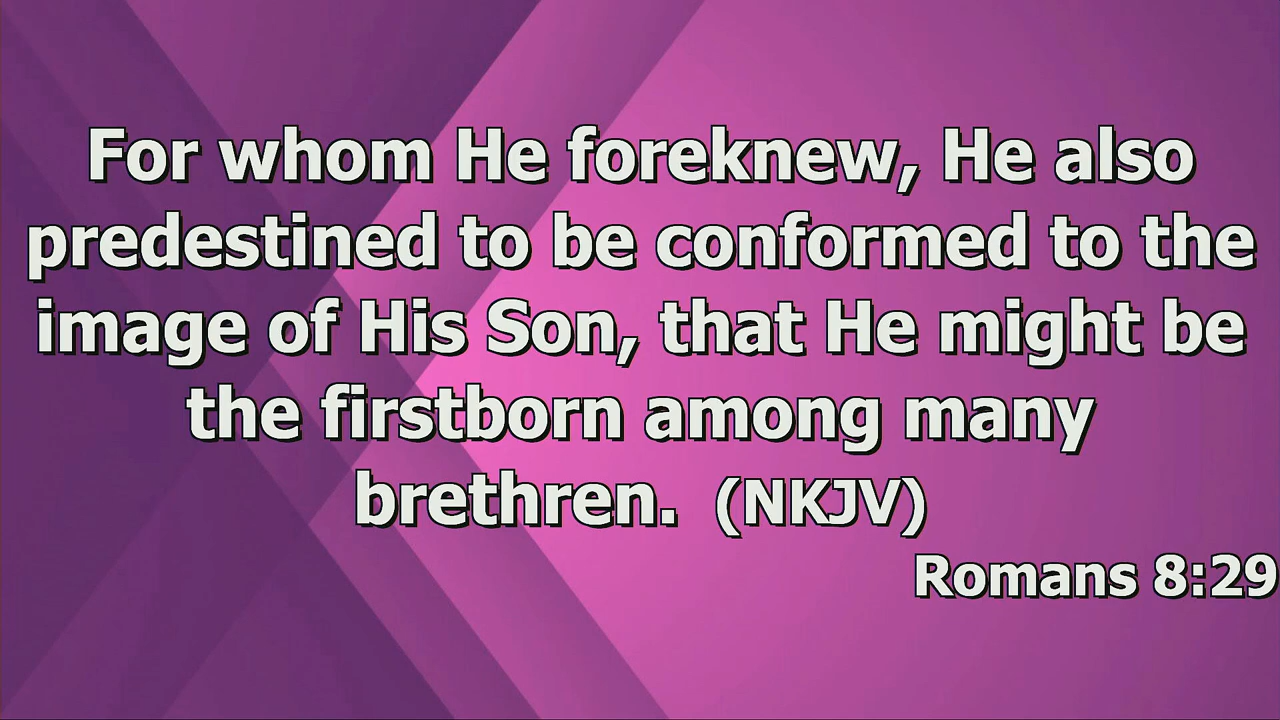 For whom He foreknew, He also
predestined to be conformed to the
image of His Son, that He might be
the firstborn among many
brethren.  (NKJV)
Romans 8:29